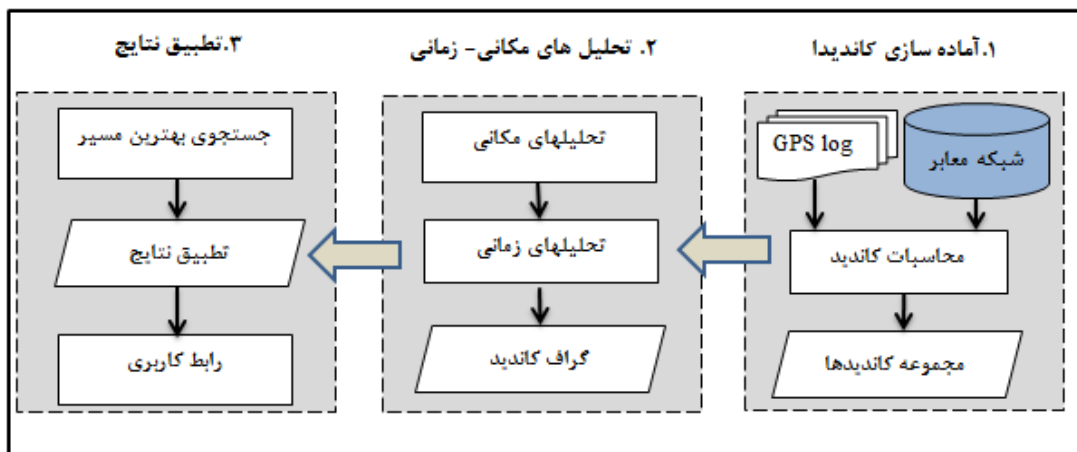 ۱.آماده سازی کاندیدا
GPS log
شبکه معابر
محاسبات کاندید
مجموعه کاندیدها
۲. تحلیل های مکانی- زمانی
تحلیلهای مکانی
تحلیلهای زمانی
گراف کاندید
۳.تطبیق نتایج
جستجوی بهترین مسیر
تطبیق نتایج
رابط کاربری